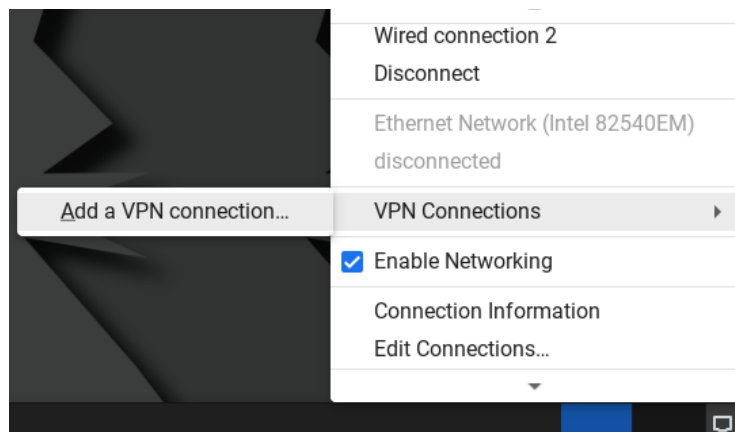 Wired connection 2
Disconnect
Ethernet Network (Intel 82540EM)
disconnected
Add a VPN connection...
VPN Connections
Enable Networking
Connection Information
Edit Connections...